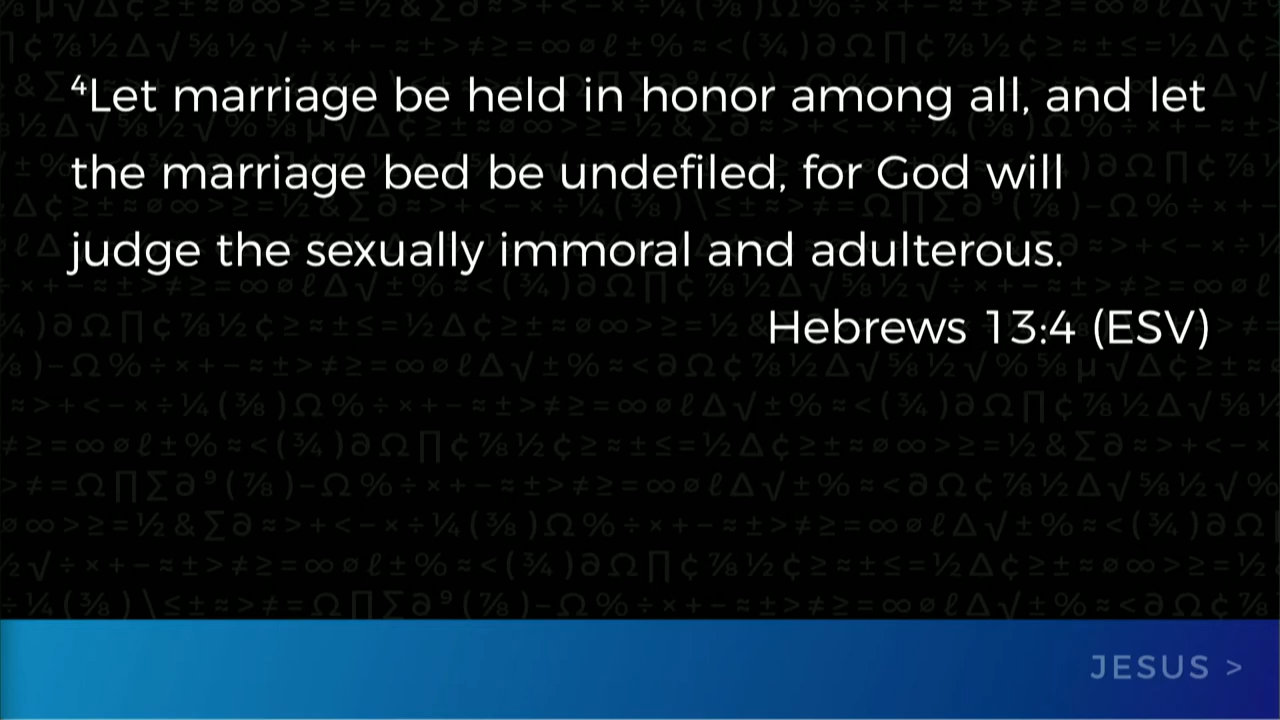 ⁴Let marriage be held in honor among all, and let
the marriage bed be undefiled, for God will
judge the sexually immoral and adulterous.
Hebrews 13:4 (ESV)
JESUS >